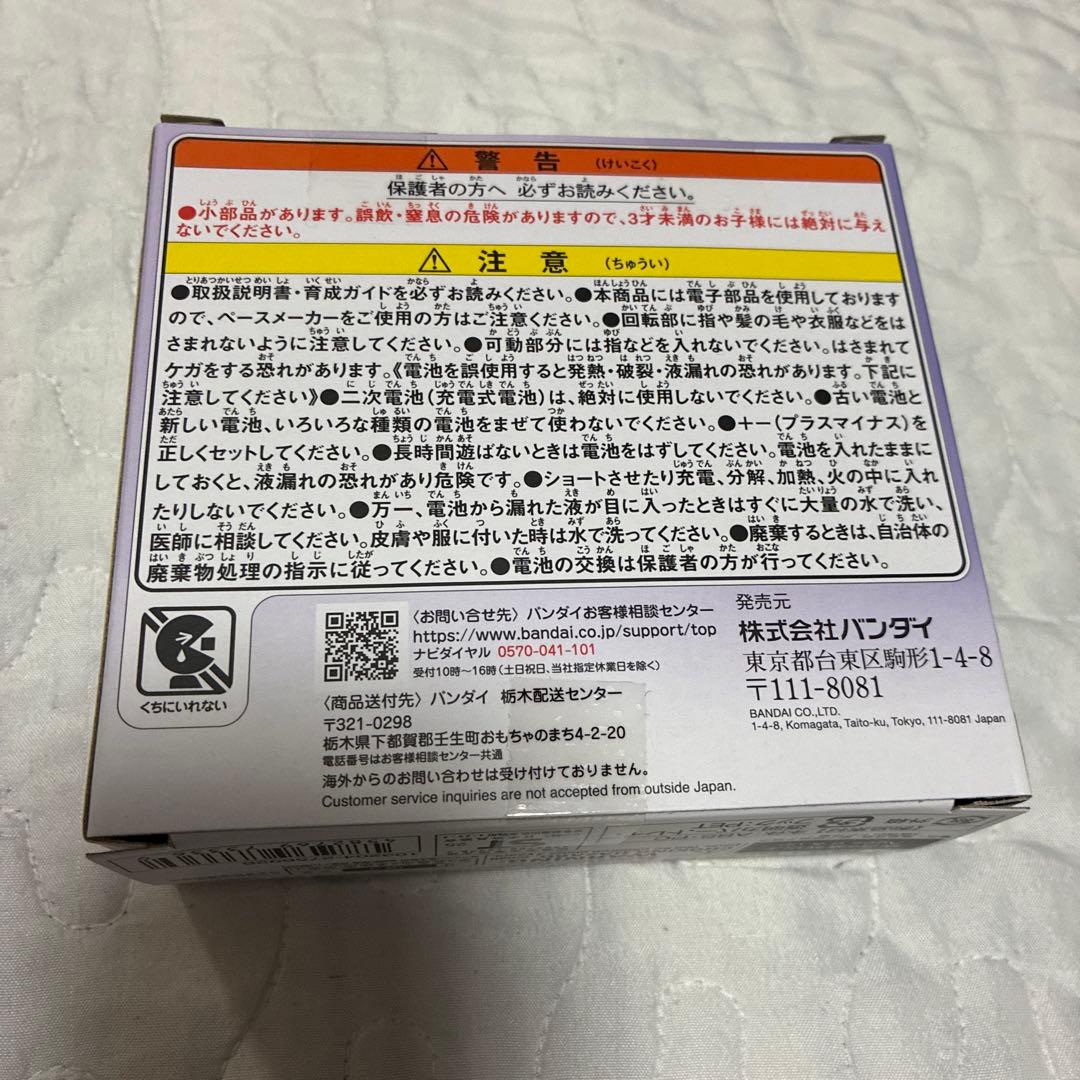 警告 (けいこく)
保護者の方へ 必ずお読みください。
●小部品があります。誤飲・窒息の危険がありますので、3才未満のお子様には絶対に与え
ないでください。
注意 (ちゅうい)
●取扱説明書・育成ガイドを必ずお読みください。●本商品には電子部品を使用しております
ので、ペースメーカーをご使用の方はご注意ください。●回転部に指や髪の毛や衣服などをは
さまれないように注意してください。●可動部分には指などを入れないでください。はさまれて
ケガをする恐れがあります。《電池を誤使用すると発熱・破裂・液漏れの恐れがあります。下記に
注意してください》●二次電池(充電式電池)は、絶対に使用しないでください。●古い電池と
新しい電池、いろいろな種類の電池をまぜて使わないでください。●+−(プラスマイナス)を
正しくセットしてください。●長時間遊ばないときは電池をはずしてください。電池を入れたままに
しておくと、液漏れの恐れがあり危険です。●ショートさせたり充電、分解、加熱、火の中に入れ
たりしないでください。●万一、電池から漏れた液が目に入ったときはすぐに大量の水で洗い、
医師に相談してください。皮膚や服に付いた時は水で洗ってください。●廃棄するときは、自治体の
廃棄物処理の指示に従ってください。●電池の交換は保護者の方が行ってください。
くちにいれない
〈お問い合せ先〉バンダイお客様相談センター
https://www.bandai.co.jp/support/top
ナビダイヤル 0570-041-101
受付10時〜16時(土日祝日、当社指定休業日を除く)
〈商品送付先〉バンダイ 栃木配送センター
〒321-0298
栃木県下都賀郡壬生町おもちゃのまち4-2-20
電話番号はお客様相談センター共通
海外からのお問い合わせは受け付けておりません。
Customer service inquiries are not accepted from outside Japan.
発売元
株式会社バンダイ
東京都台東区駒形1-4-8
〒111-8081
BANDAI CO.,LTD.
1-4-8, Komagata, Taito-ku, Tokyo, 111-8081 Japan